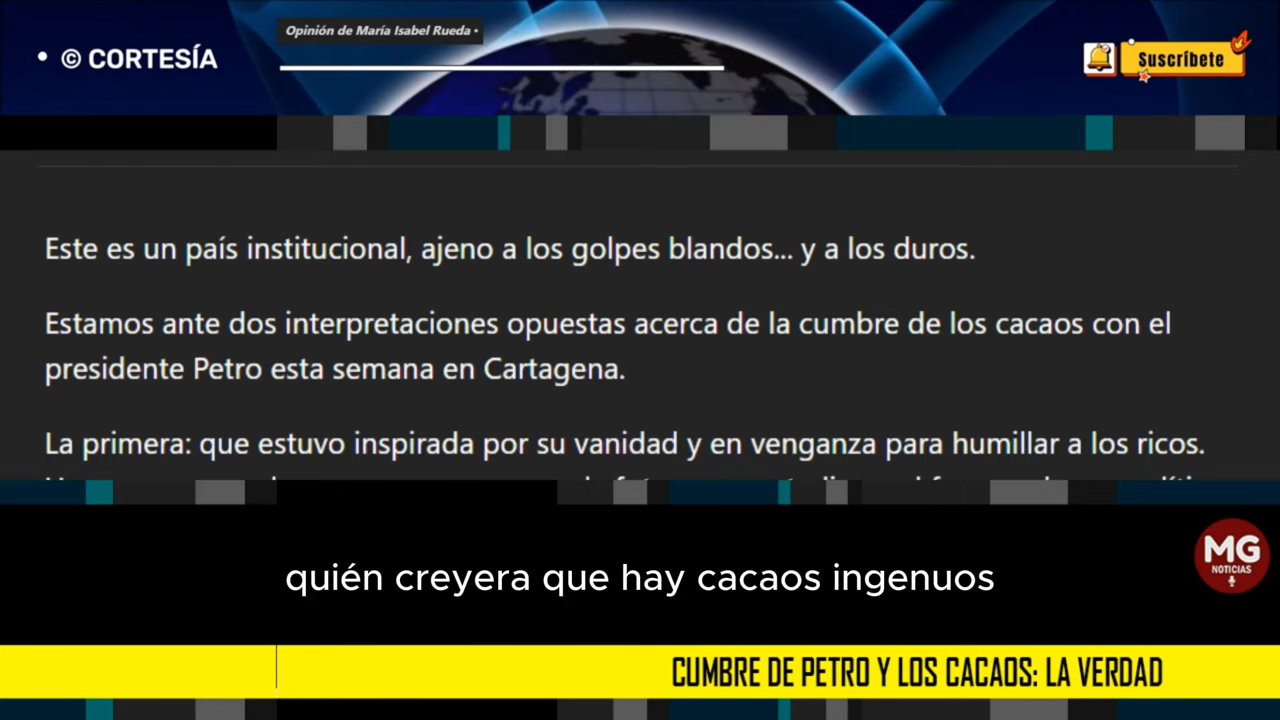 Opinión de María Isabel Rueda •
• © CORTESÍA
Suscríbete
Este es un país institucional, ajeno a los golpes blandos... y a los duros.
Estamos ante dos interpretaciones opuestas acerca de la cumbre de los cacaos con el
presidente Petro esta semana en Cartagena.
La primera: que estuvo inspirada por su vanidad y en venganza para humillar a los ricos.
quién creyera que hay cacaos ingenuos
MG
NOTICIAS
CUMBRE DE PETRO Y LOS CACAOS: LA VERDAD